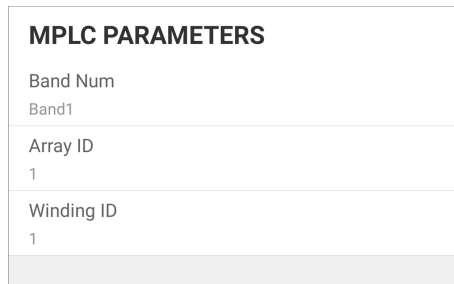 MPLC PARAMETERS
Band Num
Band1
Array ID
1
Winding ID
1